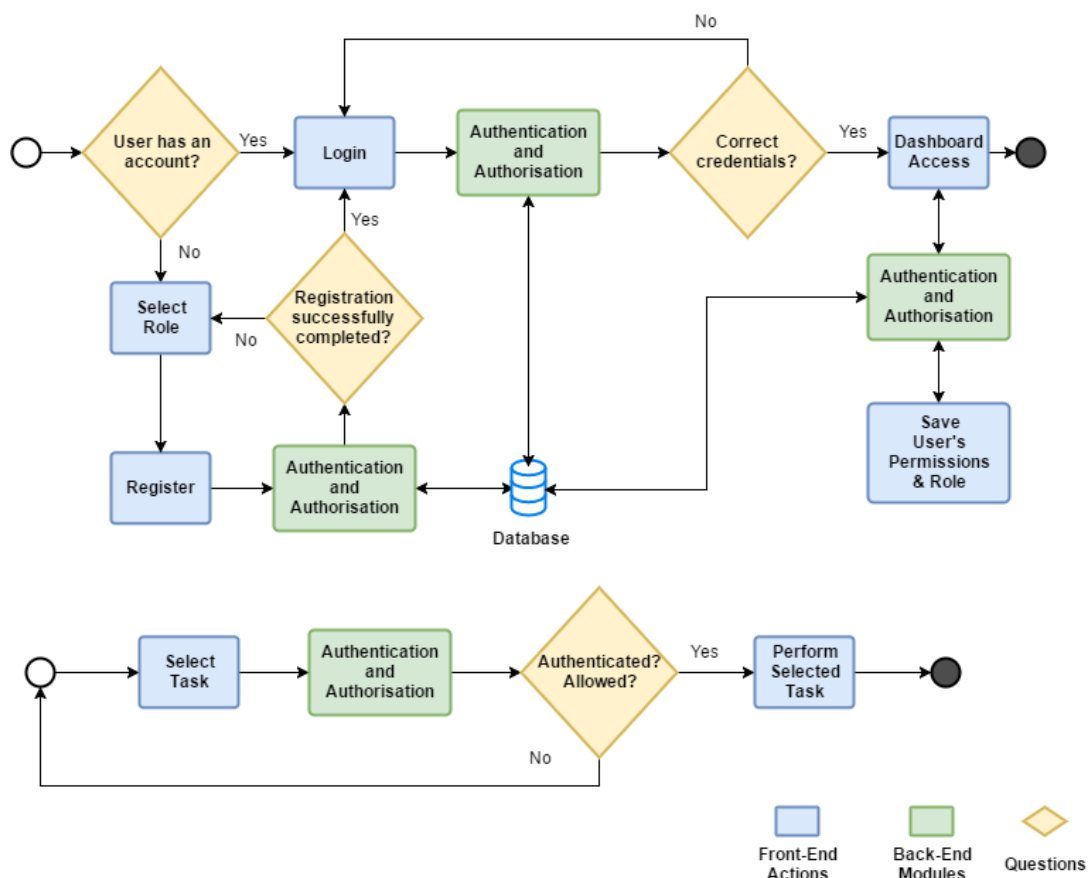 No
User has an
account?
Yes
Login
Authentication
and
Authorisation
Correct
credentials?
Yes
Dashboard
Access
No
Yes
Select
Role
No
Registration
successfully
completed?
Authentication
and
Authorisation
Register
Authentication
and
Authorisation
Database
Save
User's
Permissions
& Role
Select
Task
Authentication
and
Authorisation
Authenticated?
Allowed?
Yes
Perform
Selected
Task
No
Front-End
Actions
Back-End
Modules
Questions